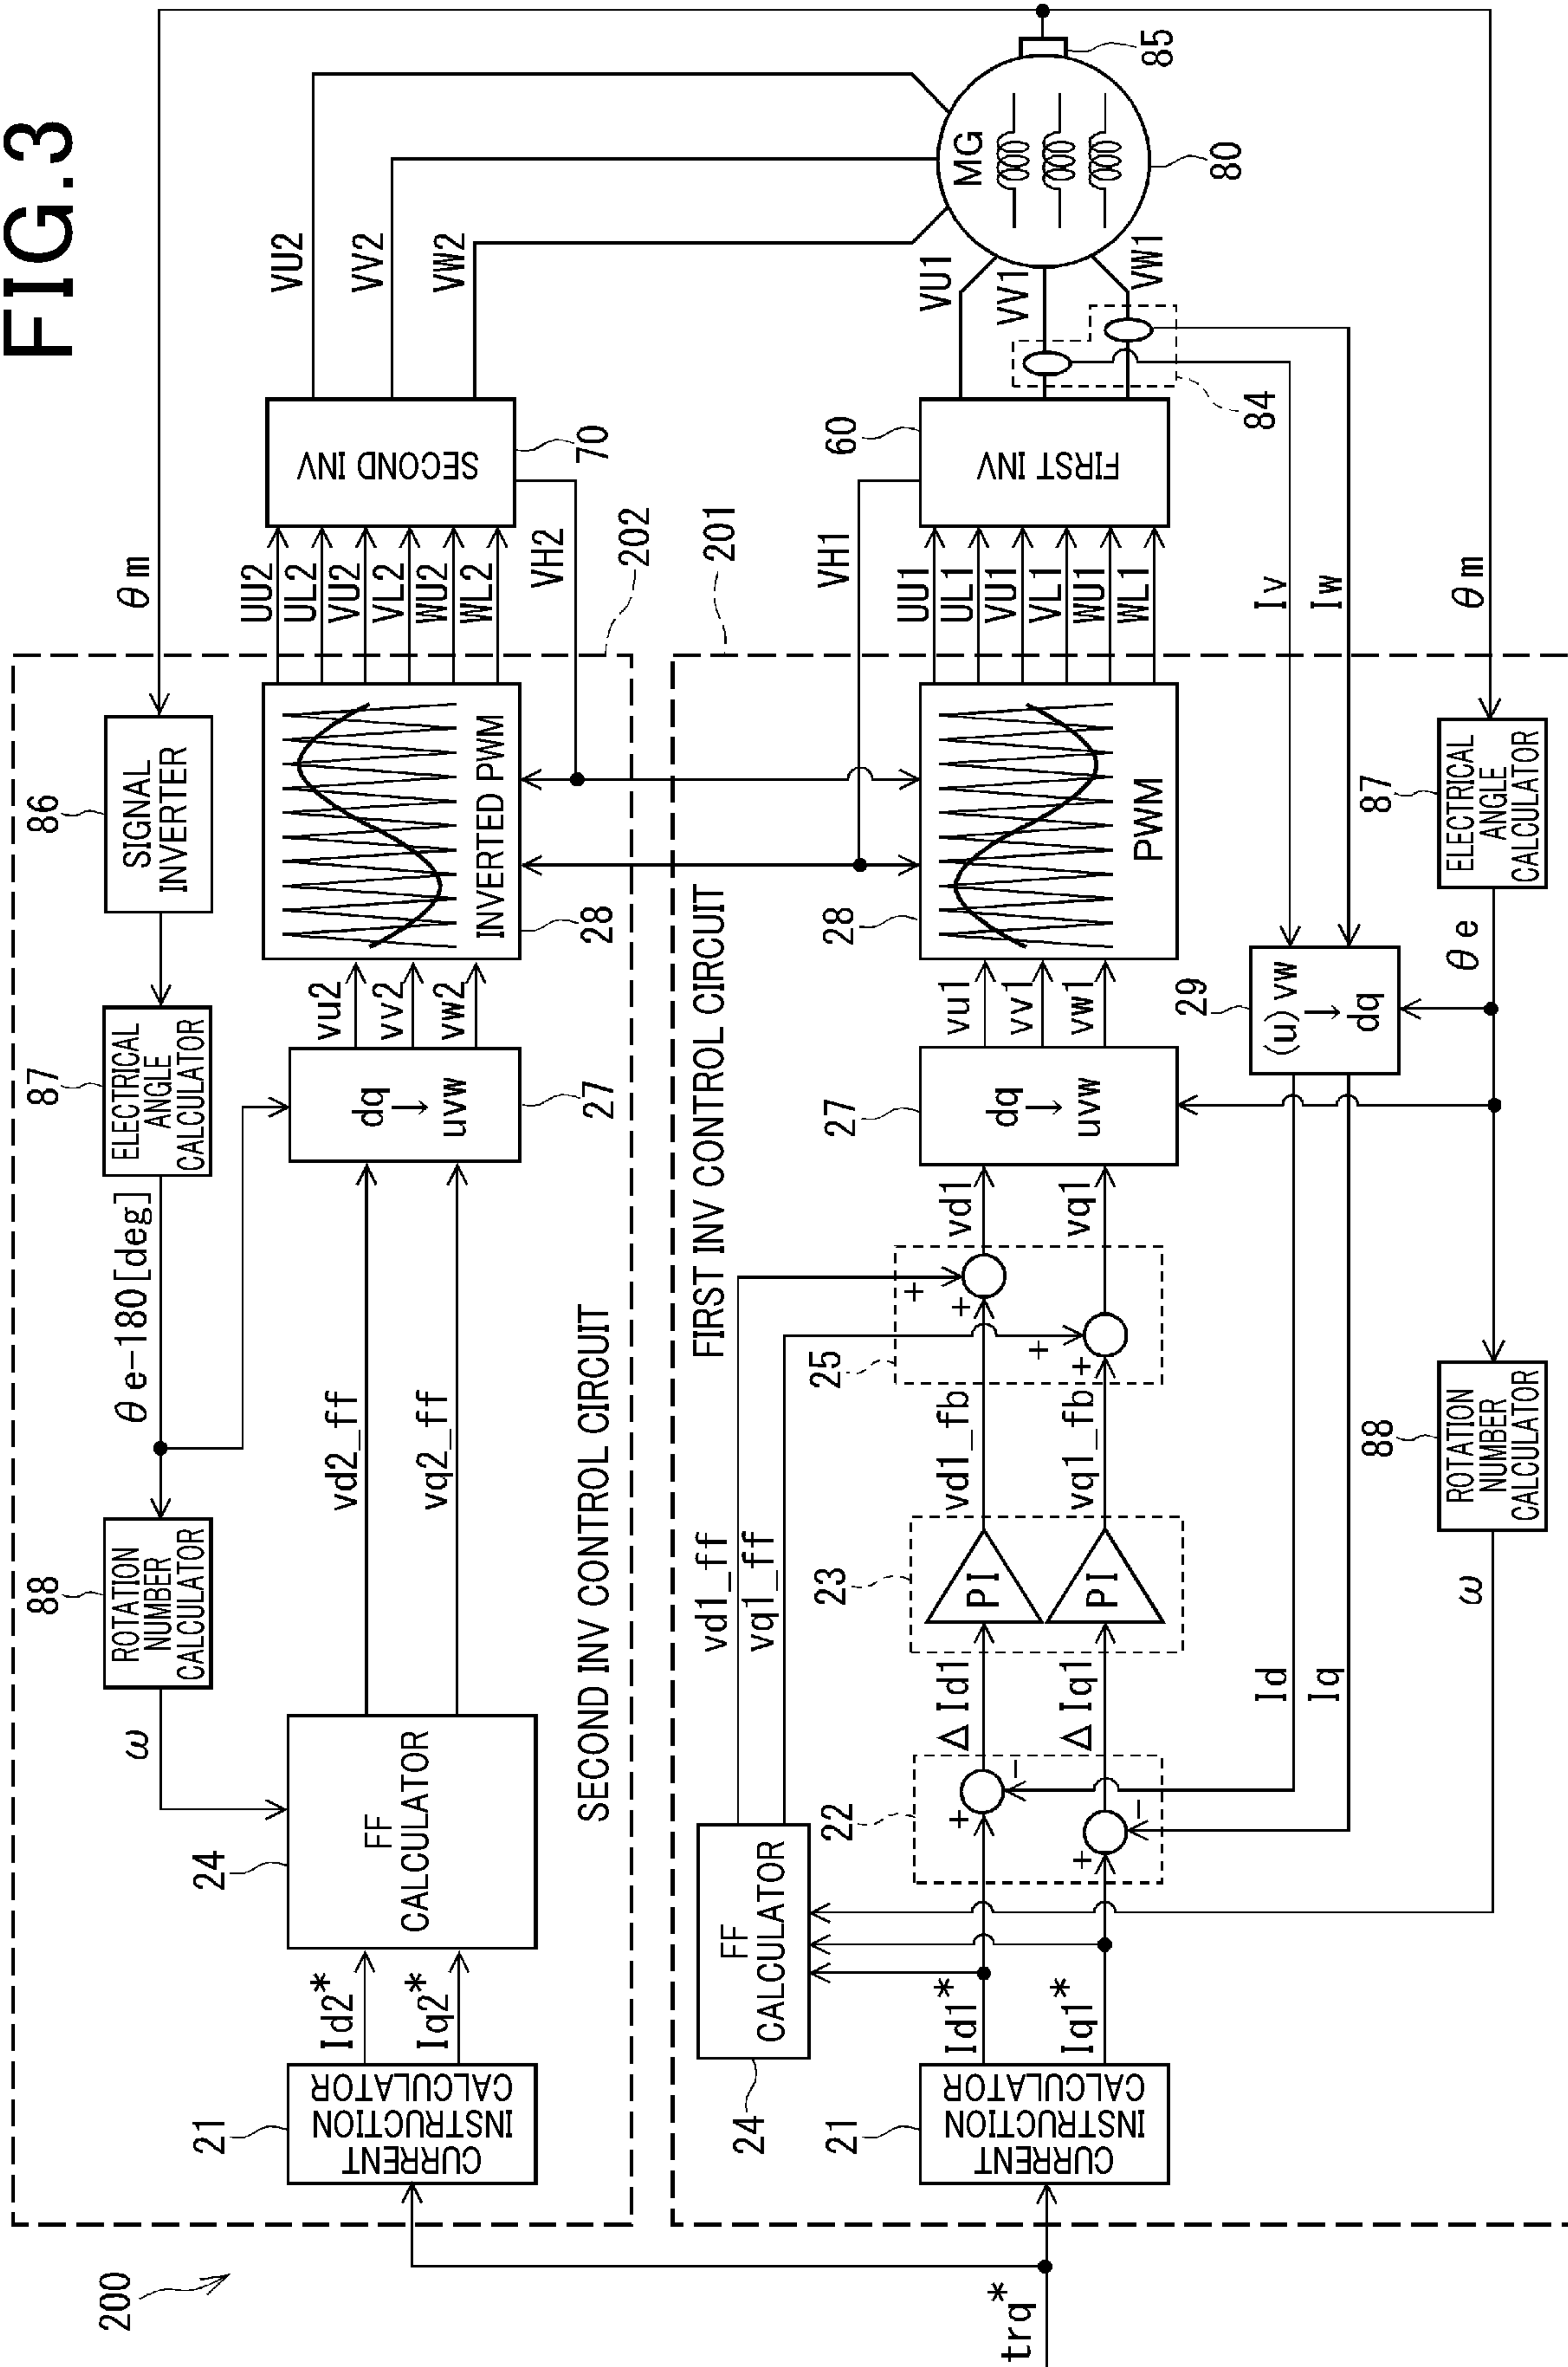 FIG.3
200
trq*
21
CURRENT
INSTRUCTION
CALCULATOR
Id2*
Iq2*
24
FF
CALCULATOR
ω
88
ROTATION
NUMBER
CALCULATOR
θe-180[deg]
87
ELECTRICAL
ANGLE
CALCULATOR
86
SIGNAL
INVERTER
θm
vd2_ff
vq2_ff
dq
↓
uvw
27
vu2
vv2
vw2
INVERTED PWM
28
UU2
UL2
VU2
VL2
WU2
WL2
VH2
SECOND INV
70
VU2
VV2
VW2
SECOND INV CONTROL CIRCUIT
202
201
FIRST INV CONTROL CIRCUIT
24
FF
CALCULATOR
21
CURRENT
INSTRUCTION
CALCULATOR
Id1*
Iq1*
vd1_ff
vq1_ff
22
+
-
+
-
ΔId1
ΔIq1
23
PI
PI
vd1_fb
vq1_fb
25
+
+
+
+
vd1
vq1
27
dq
↓
uvw
vu1
vv1
vw1
28
PWM
VH1
UU1
UL1
VU1
VL1
WU1
WL1
60
FIRST INV
VU1
VV1
VW1
84
MG
80
85
Id
Iq
29
(u)vw
↓
dq
Iv
Iw
ω
88
ROTATION
NUMBER
CALCULATOR
θe
87
ELECTRICAL
ANGLE
CALCULATOR
θm